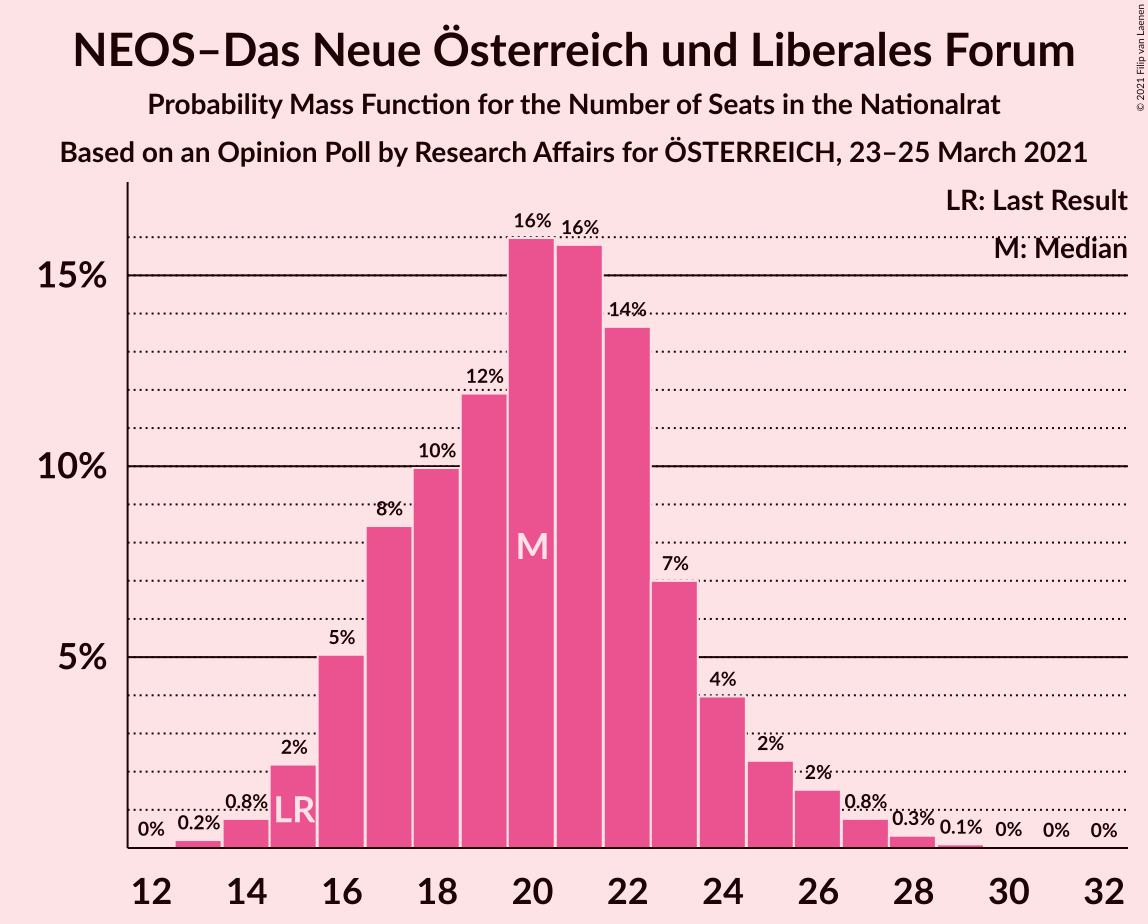 NEOS–Das Neue Österreich und Liberales Forum
Probability Mass Function for the Number of Seats in the Nationalrat
Based on an Opinion Poll by Research Affairs for ÖSTERREICH, 23–25 March 2021
© 2021 Filip van Laenen
LR: Last Result
M: Median
15%
10%
5%
0%
0.2%
0.8%
2%
5%
8%
10%
12%
16%
16%
14%
7%
4%
2%
2%
0.8%
0.3%
0.1%
0%
0%
0%
LR
M
12 14 16 18 20 22 24 26 28 30 32